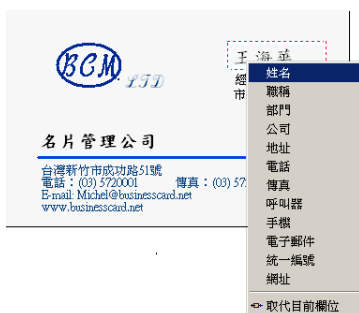 BCM
LTD
王海英
經
市
名片管理公司
台灣新竹市成功路51號
電話：(03) 5720001 傳真：(03) 57
E-mail: Michel@businesscard.net
www.businesscard.net
姓名
職稱
部門
公司
地址
電話
傳真
呼叫器
手機
電子郵件
統一編號
網址
取代目前欄位